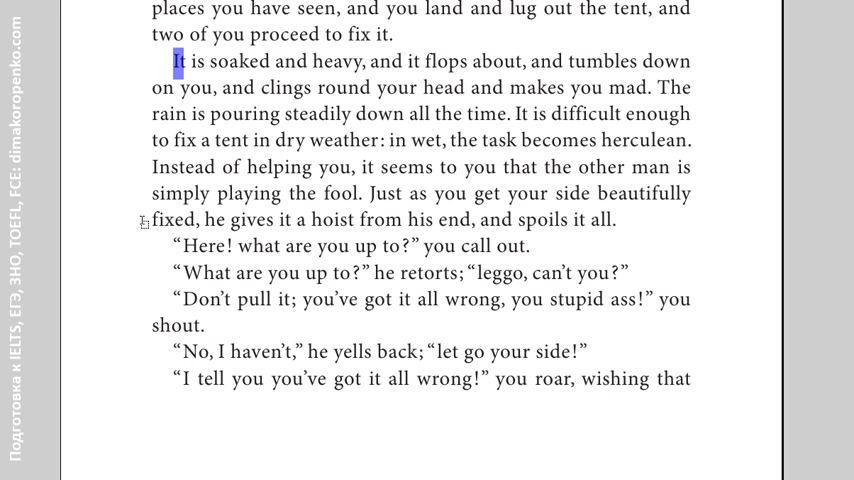 places you have seen, and you land and lug out the tent, and
two of you proceed to fix it.
It is soaked and heavy, and it flops about, and tumbles down
on you, and clings round your head and makes you mad. The
rain is pouring steadily down all the time. It is difficult enough
to fix a tent in dry weather: in wet, the task becomes herculean.
Instead of helping you, it seems to you that the other man is
simply playing the fool. Just as you get your side beautifully
fixed, he gives it a hoist from his end, and spoils it all.
“Here! what are you up to?” you call out.
“What are you up to?” he retorts; “leggo, can’t you?”
“Don’t pull it; you’ve got it all wrong, you stupid ass!” you
shout.
“No, I haven’t,” he yells back; “let go your side!”
“I tell you you’ve got it all wrong!” you roar, wishing that
Подготовка к IELTS, ЕГЭ, ЗНО, TOEFL, FCE: dimakoropenko.com